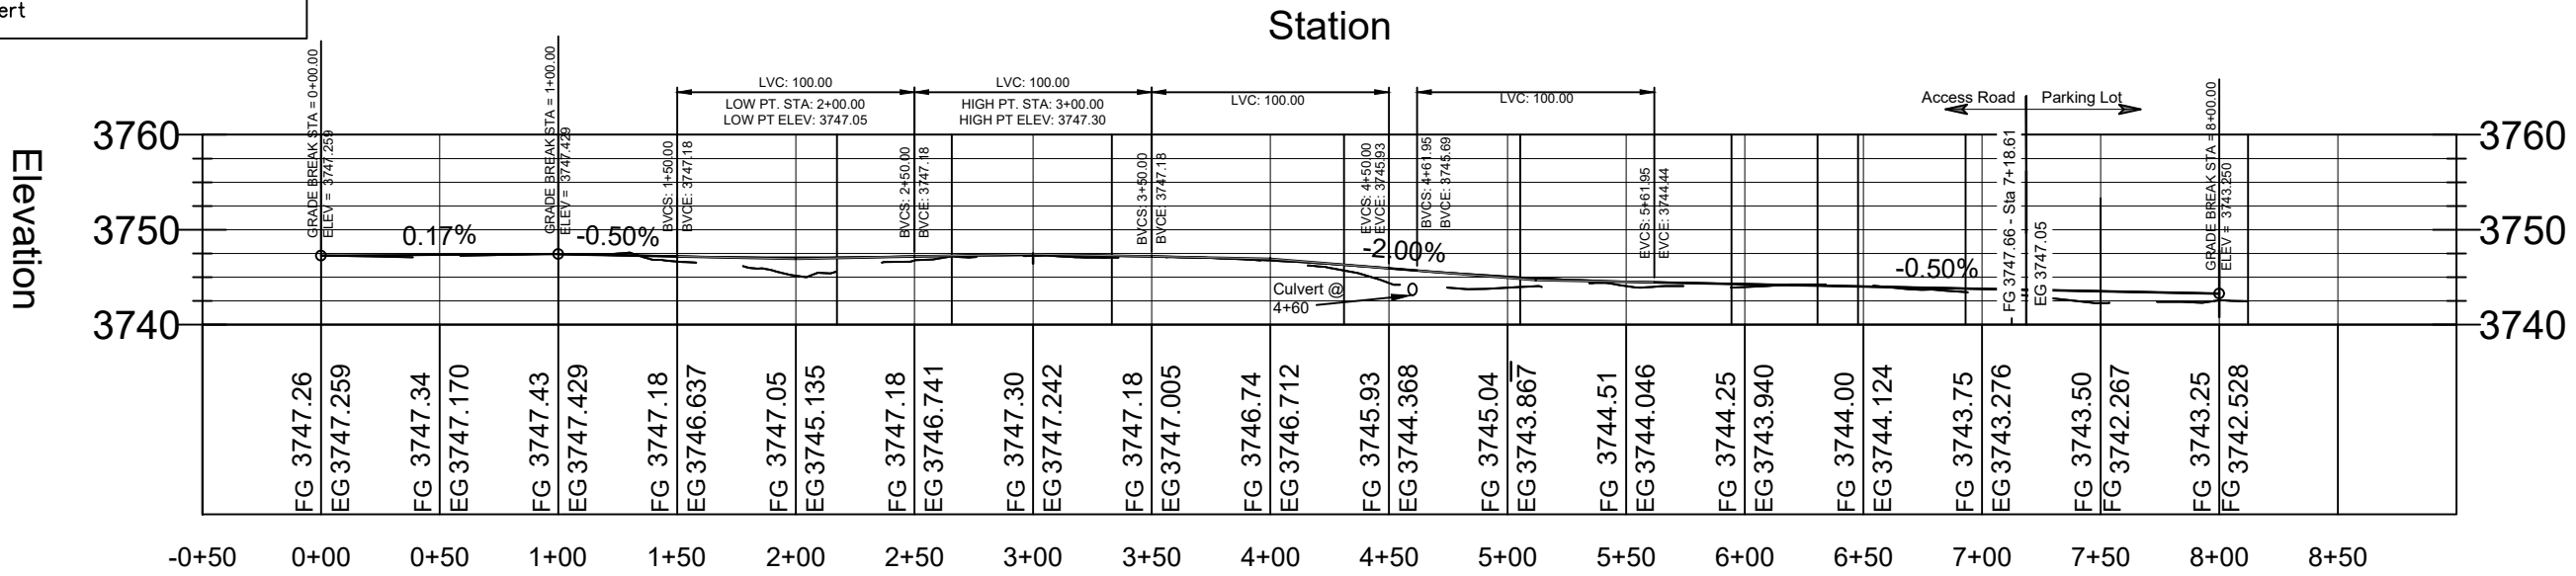 ert
Station
Elevation
GRADE BREAK STA = 0+00.00
ELEV = 3747.259
GRADE BREAK STA = 1+00.00
ELEV = 3747.429
LVC: 100.00
LOW PT. STA: 2+00.00
LOW PT ELEV: 3747.05
LVC: 100.00
HIGH PT. STA: 3+00.00
HIGH PT ELEV: 3747.30
LVC: 100.00
LVC: 100.00
Access Road
Parking Lot
GRADE BREAK STA = 8+00.00
ELEV = 3743.250
3760
3750
3740
3760
3750
3740
BVCS: 1+50.00
BVCE: 3747.18
BVCS: 2+50.00
BVCE: 3747.18
BVCS: 3+50.00
BVCE: 3747.18
EVCS: 4+50.00
EVCE: 3745.93
BVCS: 4+61.95
BVCE: 3745.69
EVCS: 5+61.95
EVCE: 3744.44
FG 3747.66 - Sta 7+18.61
EG 3747.05
0.17%
-0.50%
-2.00%
-0.50%
Culvert @
4+60
FG 3747.26
EG 3747.259
FG 3747.34
EG 3747.170
FG 3747.43
EG 3747.429
FG 3747.18
EG 3746.637
FG 3747.05
EG 3745.135
FG 3747.18
EG 3746.741
FG 3747.30
EG 3747.242
FG 3747.18
EG 3747.005
FG 3746.74
EG 3746.712
FG 3745.93
EG 3744.368
FG 3745.04
EG 3743.867
FG 3744.51
EG 3744.046
FG 3744.25
EG 3743.940
FG 3744.00
EG 3744.124
FG 3743.75
EG 3743.276
FG 3743.50
FG 3742.267
FG 3743.25
FG 3742.528
-0+50 0+00 0+50 1+00 1+50 2+00 2+50 3+00 3+50 4+00 4+50 5+00 5+50 6+00 6+50 7+00 7+50 8+00 8+50